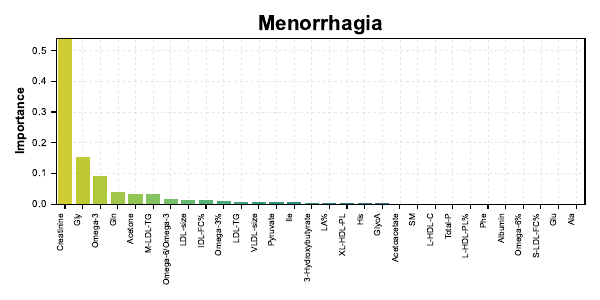 Menorrhagia
Importance
0.5
0.4
0.3
0.2
0.1
0.0
Creatinine
Gly
Omega-3
Gln
Acetone
M-LDL-TG
Omega-6/Omega-3
LDL-size
IDL-FC%
Omega-3%
LDL-TG
VLDL-size
Pyruvate
Ile
3-Hydroxybutyrate
LA%
XL-HDL-PL
His
GlycA
Acetoacetate
SM
L-HDL-C
Total-P
L-HDL-PL%
Phe
Albumin
Omega-6%
S-LDL-FC%
Glu
Ala